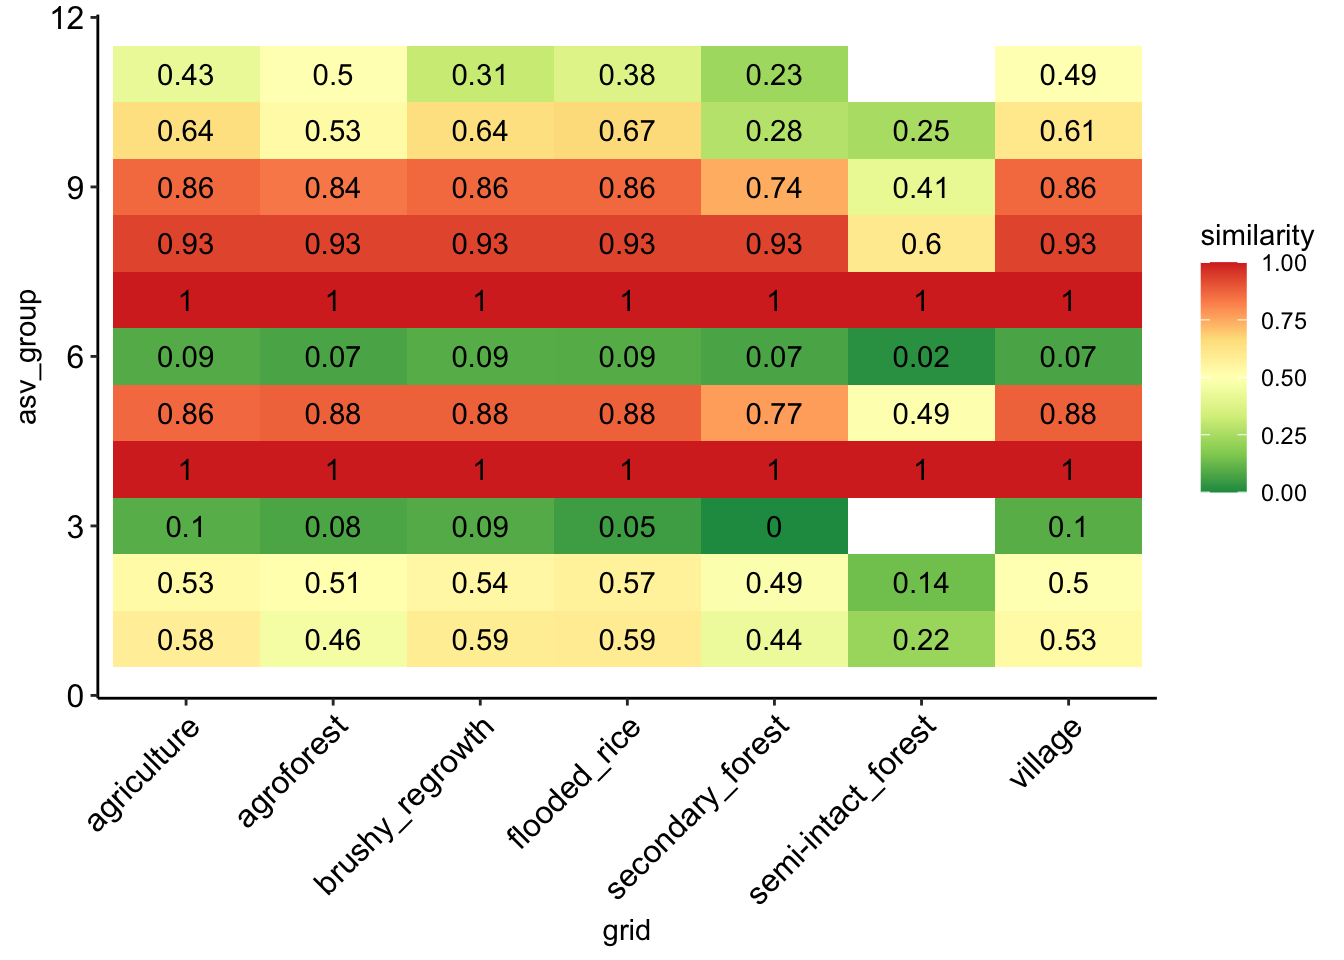 12
0.43 0.5 0.31 0.38 0.23 0.49
0.64 0.53 0.64 0.67 0.28 0.25 0.61
9
0.86 0.84 0.86 0.86 0.74 0.41 0.86
0.93 0.93 0.93 0.93 0.93 0.6 0.93
1 1 1 1 1 1 1
6
0.09 0.07 0.09 0.09 0.07 0.02 0.07
0.86 0.88 0.88 0.88 0.77 0.49 0.88
1 1 1 1 1 1 1
3
0.1 0.08 0.09 0.05 0 0.1
0.53 0.51 0.54 0.57 0.49 0.14 0.5
0.58 0.46 0.59 0.59 0.44 0.22 0.53
0
asv_group
agriculture
agroforest
brushy_regrowth
flooded_rice
secondary_forest
semi-intact_forest
village
grid
similarity
1.00
0.75
0.50
0.25
0.00